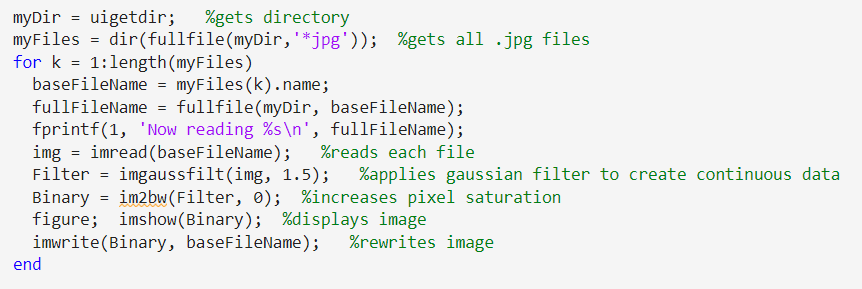 myDir = uigetdir;   %gets directory
myFiles = dir(fullfile(myDir,'*jpg'));  %gets all .jpg files
for k = 1:length(myFiles)
  baseFileName = myFiles(k).name;
  fullFileName = fullfile(myDir, baseFileName);
  fprintf(1, 'Now reading %s\n', fullFileName);
  img = imread(baseFileName);   %reads each file
  Filter = imgaussfilt(img, 1.5);   %applies gaussian filter to create continuous data
  Binary = im2bw(Filter, 0);  %increases pixel saturation
  figure;  imshow(Binary);  %displays image
  imwrite(Binary, baseFileName);   %rewrites image
end